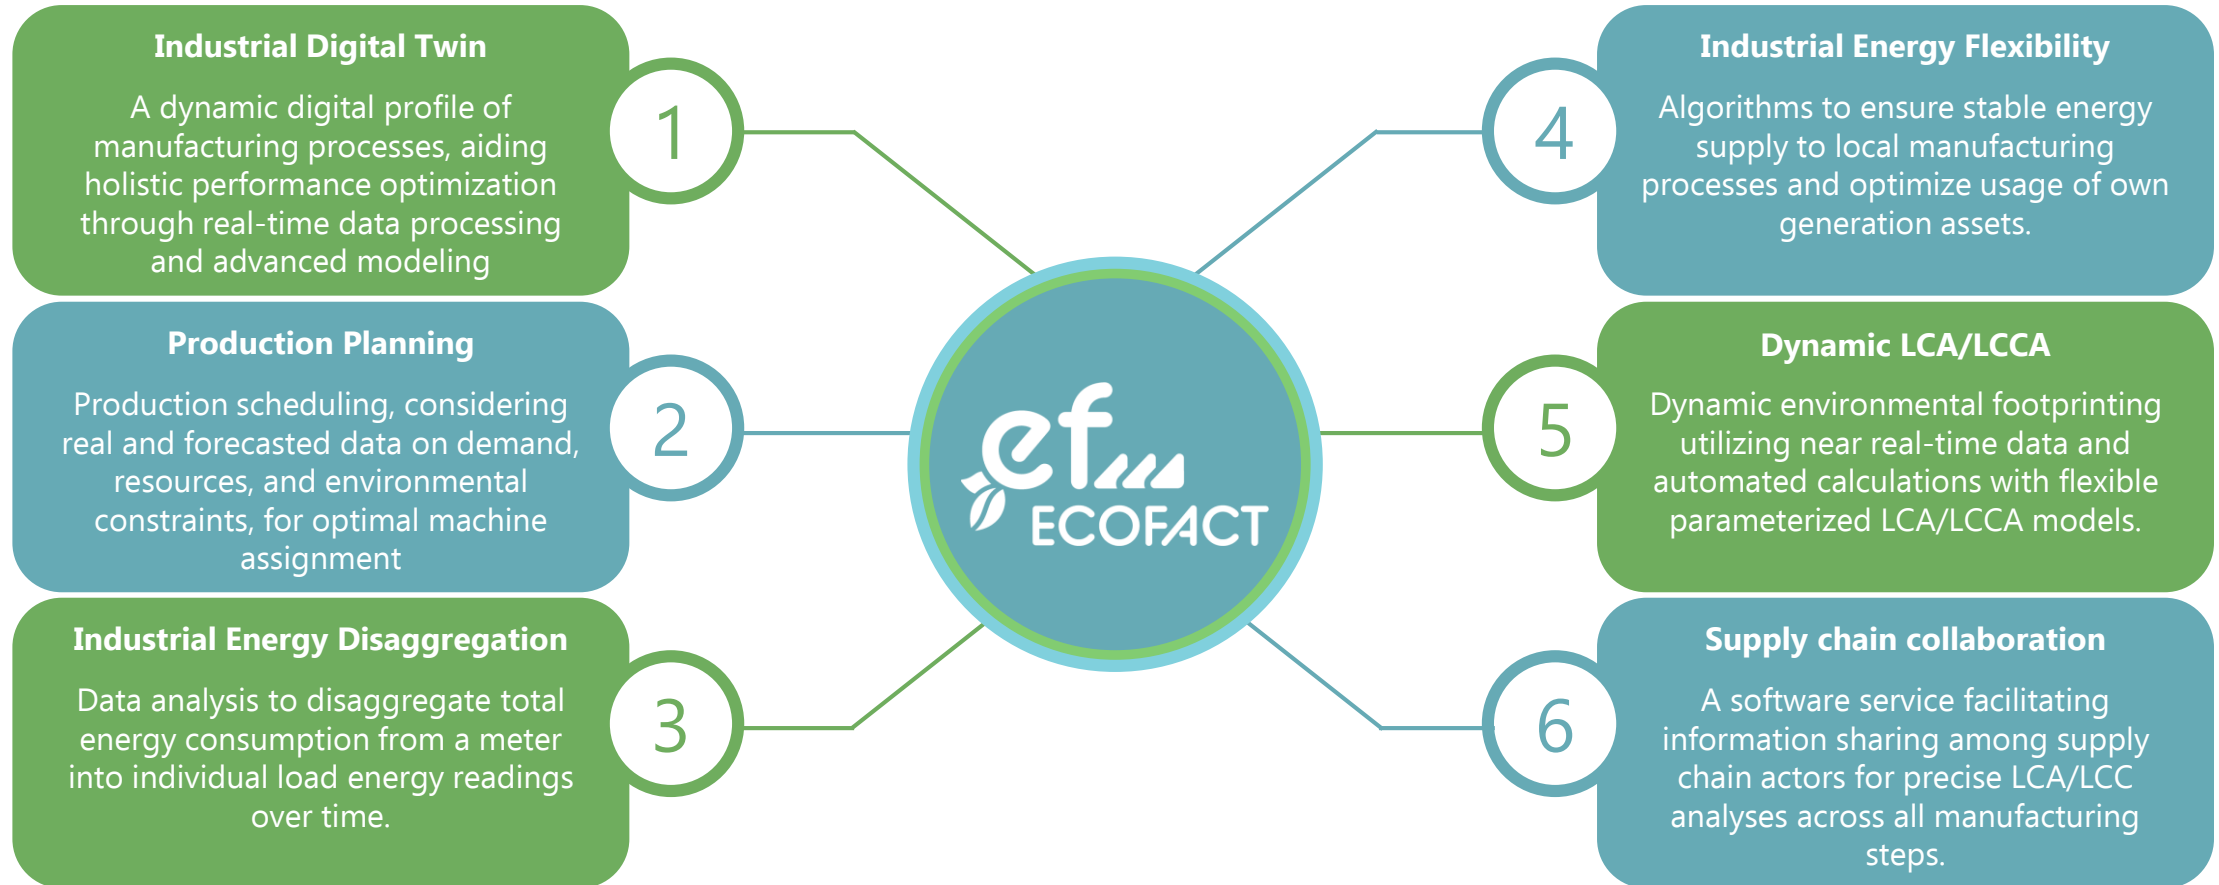 Industrial Digital Twin
A dynamic digital profile of
manufacturing processes, aiding
holistic performance optimization
through real-time data processing
and advanced modeling
1
Production Planning
Production scheduling, considering
real and forecasted data on demand,
resources, and environmental
constraints, for optimal machine
assignment
2
Industrial Energy Disaggregation
Data analysis to disaggregate total
energy consumption from a meter
into individual load energy readings
over time.
3
ef
ECOFACT
4
Industrial Energy Flexibility
Algorithms to ensure stable energy
supply to local manufacturing
processes and optimize usage of own
generation assets.
5
Dynamic LCA/LCCA
Dynamic environmental footprinting
utilizing near real-time data and
automated calculations with flexible
parameterized LCA/LCCA models.
6
Supply chain collaboration
A software service facilitating
information sharing among supply
chain actors for precise LCA/LCC
analyses across all manufacturing
steps.